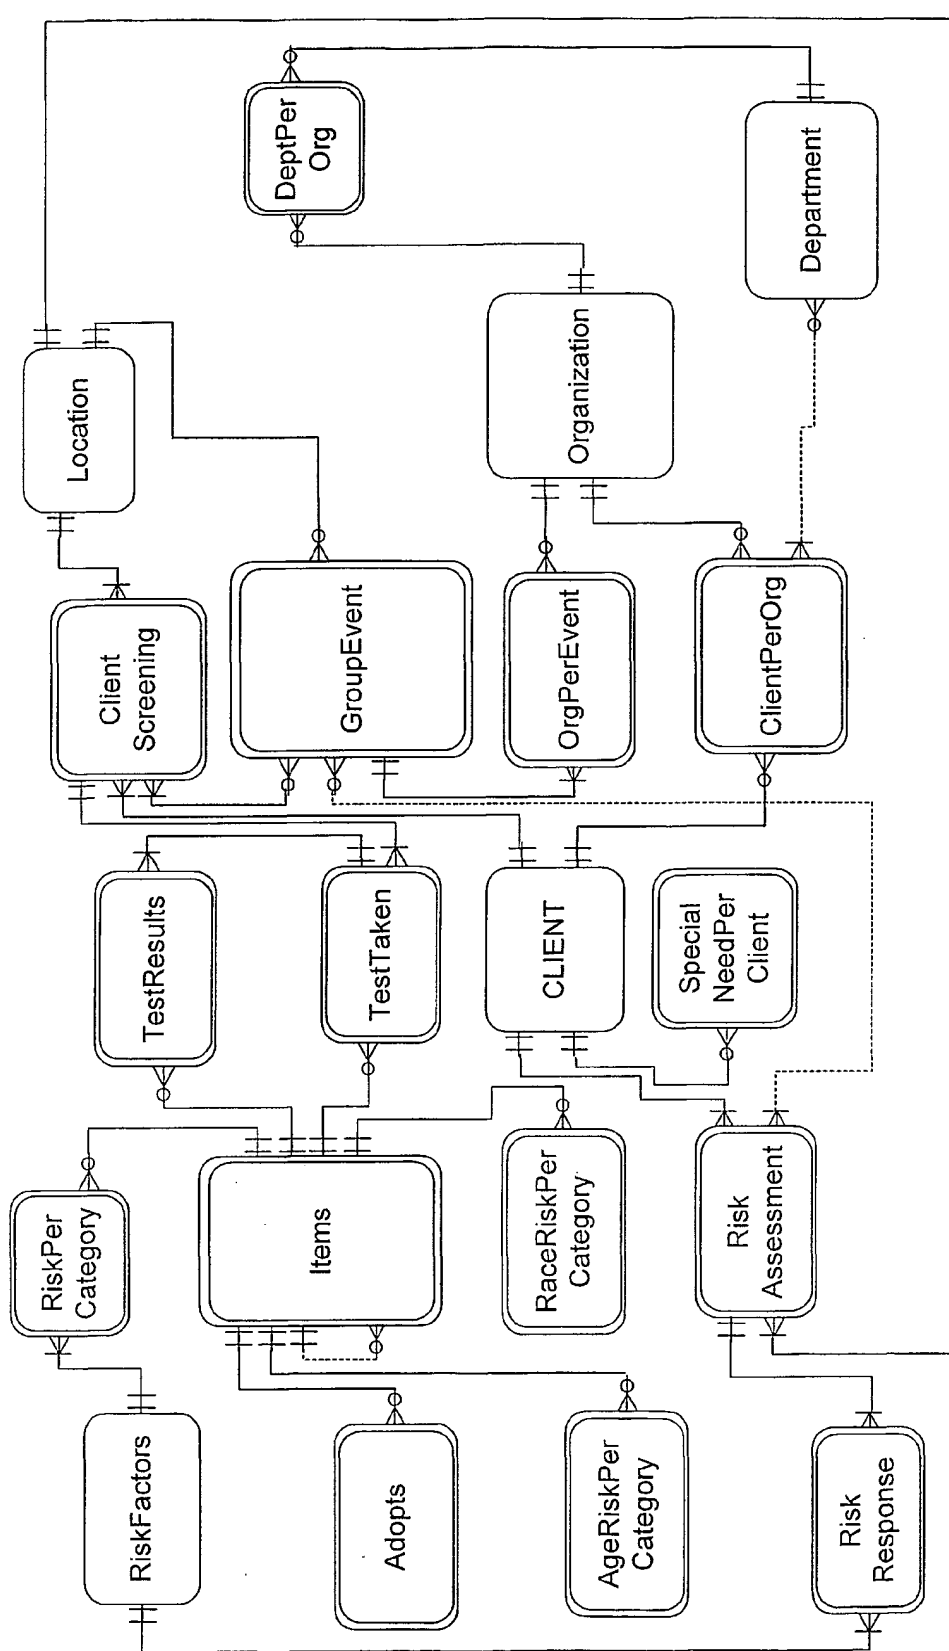 RiskFactors
Adopts
AgeRiskPer
Category
Risk
Response
RiskPer
Category
Items
RaceRiskPer
Category
Risk
Assessment
TestResults
TestTaken
CLIENT
Special
NeedPer
Client
Client
Screening
GroupEvent
OrgPerEvent
ClientPerOrg
Location
Organization
DeptPer
Org
Department